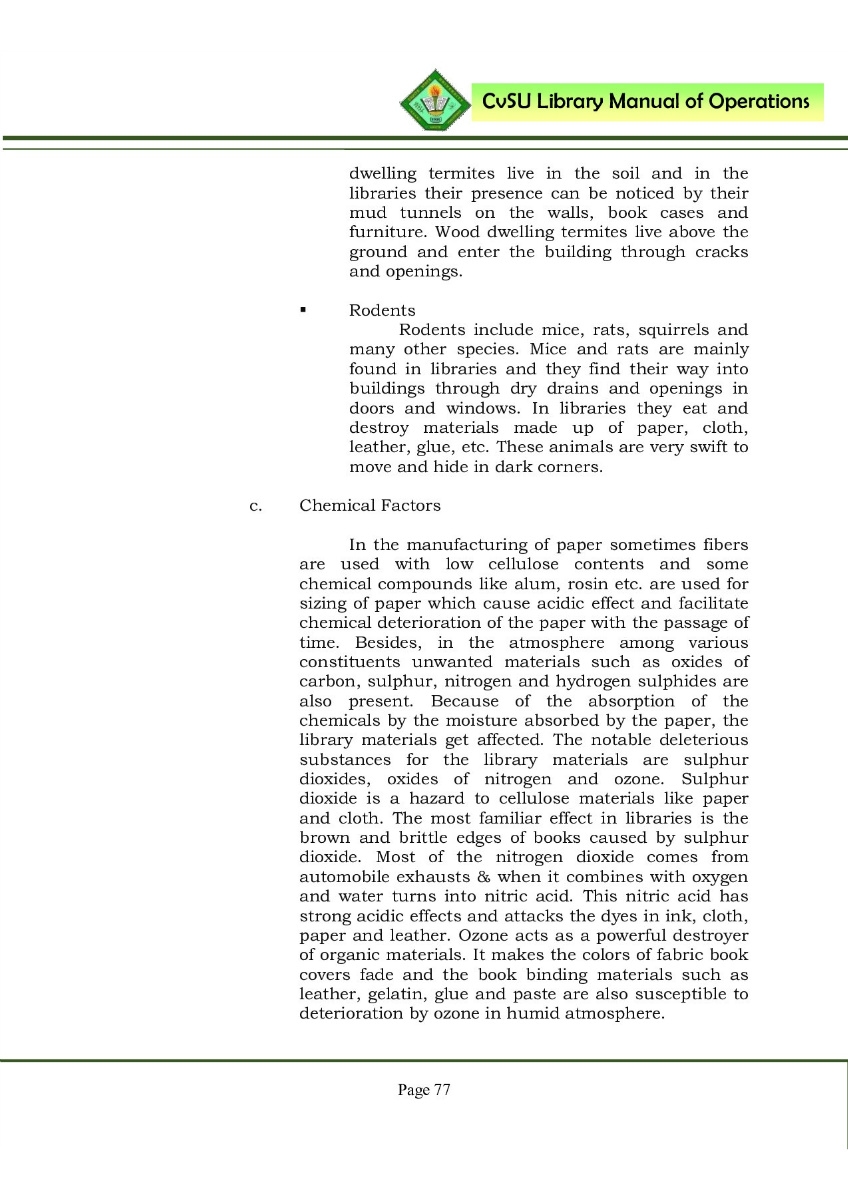 CvSU Library Manual of Operations
dwelling termites live in the soil and in the
libraries their presence can be noticed by their
mud tunnels on the walls, book cases and
furniture. Wood dwelling termites live above the
ground and enter the building through cracks
and openings.
▪ Rodents
Rodents include mice, rats, squirrels and
many other species. Mice and rats are mainly
found in libraries and they find their way into
buildings through dry drains and openings in
doors and windows. In libraries they eat and
destroy materials made up of paper, cloth,
leather, glue, etc. These animals are very swift to
move and hide in dark corners.
c. Chemical Factors
In the manufacturing of paper sometimes fibers
are used with low cellulose contents and some
chemical compounds like alum, rosin etc. are used for
sizing of paper which cause acidic effect and facilitate
chemical deterioration of the paper with the passage of
time. Besides, in the atmosphere among various
constituents unwanted materials such as oxides of
carbon, sulphur, nitrogen and hydrogen sulphides are
also present. Because of the absorption of the
chemicals by the moisture absorbed by the paper, the
library materials get affected. The notable deleterious
substances for the library materials are sulphur
dioxides, oxides of nitrogen and ozone. Sulphur
dioxide is a hazard to cellulose materials like paper
and cloth. The most familiar effect in libraries is the
brown and brittle edges of books caused by sulphur
dioxide. Most of the nitrogen dioxide comes from
automobile exhausts & when it combines with oxygen
and water turns into nitric acid. This nitric acid has
strong acidic effects and attacks the dyes in ink, cloth,
paper and leather. Ozone acts as a powerful destroyer
of organic materials. It makes the colors of fabric book
covers fade and the book binding materials such as
leather, gelatin, glue and paste are also susceptible to
deterioration by ozone in humid atmosphere.
Page 77